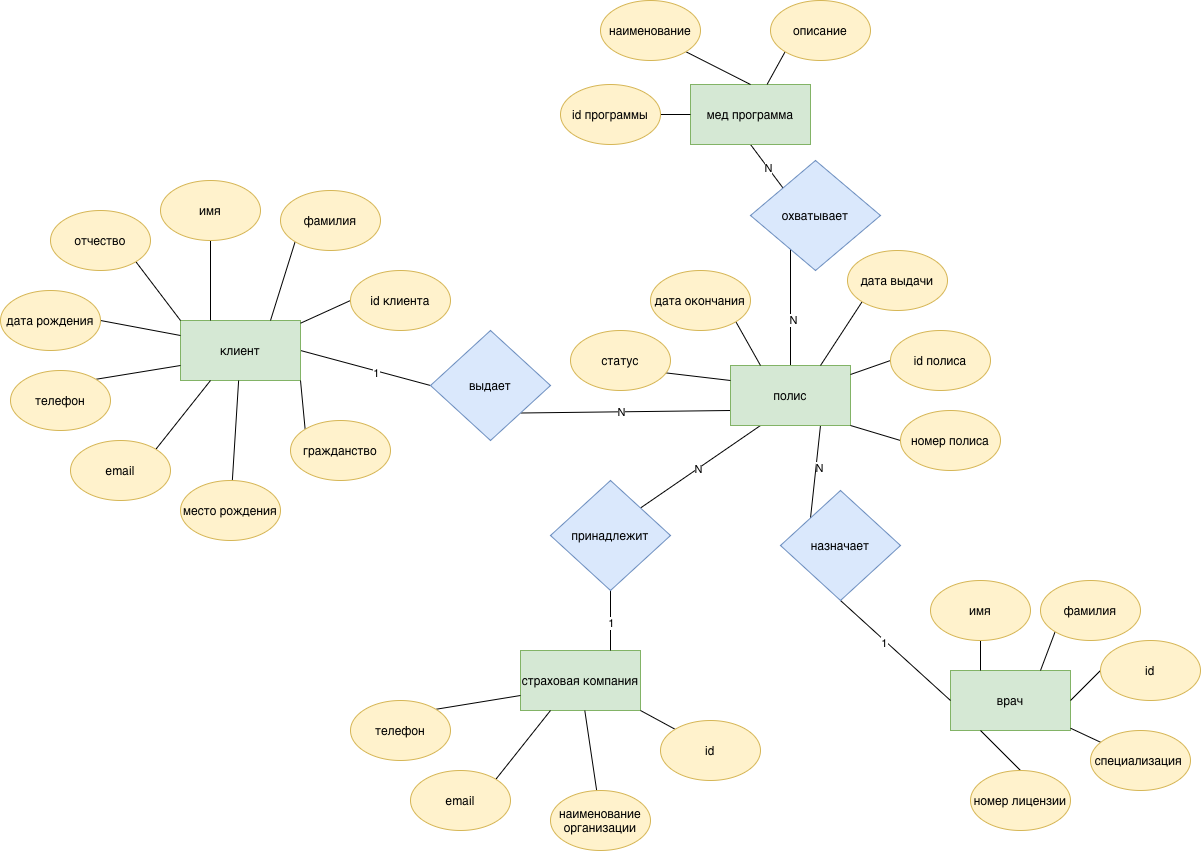 наименование
описание
id программы
мед программа
N
охватывает
имя
фамилия
отчество
id клиента
дата рождения
клиент
телефон
email
место рождения
гражданство
1
выдает
N
дата окончания
дата выдачи
N
статус
id полиса
полис
номер полиса
N
N
принадлежит
назначает
1
1
страховая компания
телефон
email
наименование
организации
id
имя
фамилия
id
врач
специализация
номер лицензии